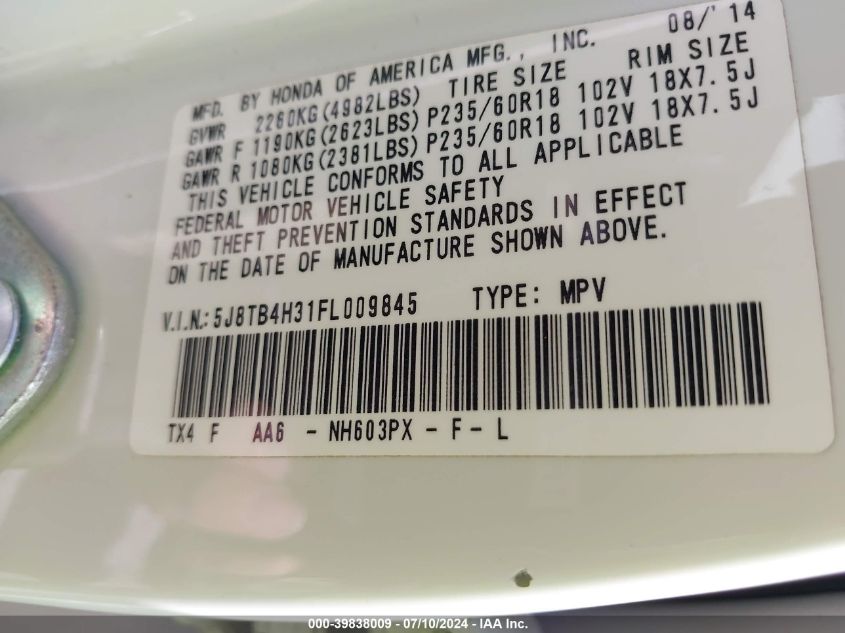 MFD. BY HONDA OF AMERICA MFG., INC. 08/'14
GVWR 2260KG(4982LBS) TIRE SIZE RIM SIZE
GAWR F 1190KG(2623LBS) P235/60R18 102V 18X7.5J
GAWR R 1080KG(2381LBS) P235/60R18 102V 18X7.5J
THIS VEHICLE CONFORMS TO ALL APPLICABLE
FEDERAL MOTOR VEHICLE SAFETY
AND THEFT PREVENTION STANDARDS IN EFFECT
ON THE DATE OF MANUFACTURE SHOWN ABOVE.
V.I.N.: 5J8TB4H31FL009845 TYPE: MPV
TX4 F AA6 - NH603PX - F - L
000-39838009 - 07/10/2024 - IAA Inc.